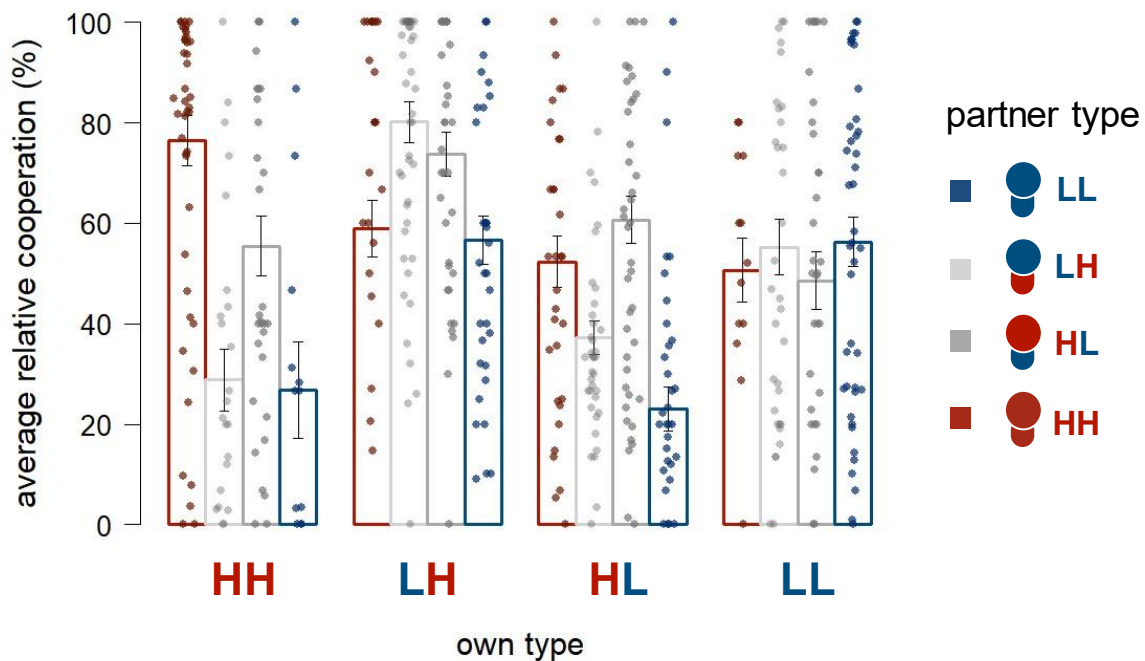 average relative cooperation (%)
100
80
60
40
20
0
HH
LH
HL
LL
own type
partner type
LL
LH
HL
HH